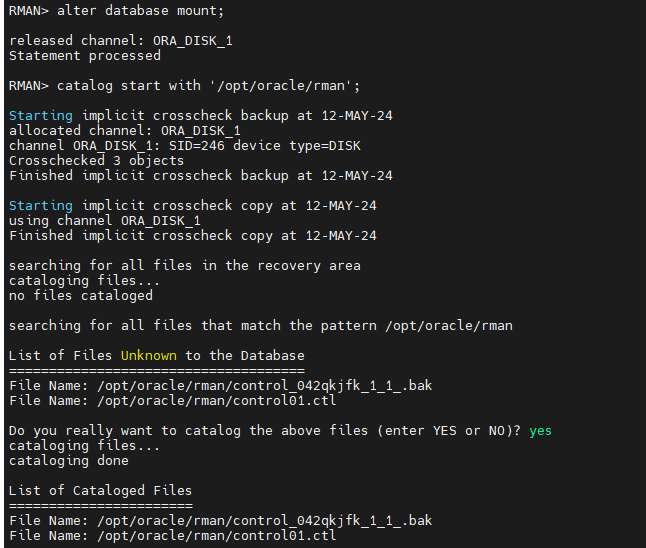 RMAN> alter database mount;
released channel: ORA_DISK_1
Statement processed
RMAN> catalog start with '/opt/oracle/rman';
Starting implicit crosscheck backup at 12-MAY-24
allocated channel: ORA_DISK_1
channel ORA_DISK_1: SID=246 device type=DISK
Crosschecked 3 objects
Finished implicit crosscheck backup at 12-MAY-24
Starting implicit crosscheck copy at 12-MAY-24
using channel ORA_DISK_1
Finished implicit crosscheck copy at 12-MAY-24
searching for all files in the recovery area
cataloging files...
no files cataloged
searching for all files that match the pattern /opt/oracle/rman
List of Files Unknown to the Database
=====================================
File Name: /opt/oracle/rman/control_042qkjfk_1_1_.bak
File Name: /opt/oracle/rman/control01.ctl
Do you really want to catalog the above files (enter YES or NO)? yes
cataloging files...
cataloging done
List of Cataloged Files
=======================
File Name: /opt/oracle/rman/control_042qkjfk_1_1_.bak
File Name: /opt/oracle/rman/control01.ctl